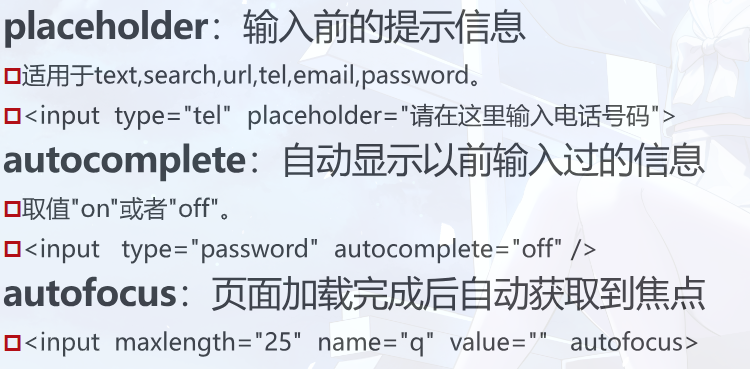 placeholder：输入前的提示信息
适用于text,search,url,tel,email,password。
<input type="tel" placeholder="请在这里输入电话号码">
autocomplete：自动显示以前输入过的信息
取值"on"或者"off"。
<input type="password" autocomplete="off" />
autofocus：页面加载完成后自动获取到焦点
<input maxlength="25" name="q" value="" autofocus>